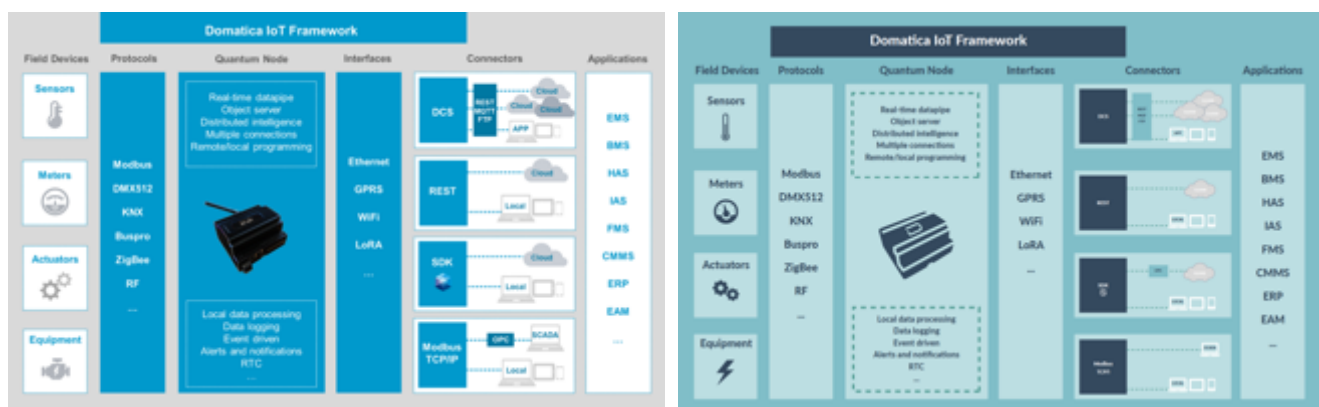 Domatica IoT Framework
Field Devices
Protocols
Quantum Node
Interfaces
Connectors
Applications
Sensors
Meters
Actuators
Equipment
Modbus
DMX512
KNX
Buspro
ZigBee
RF
...
Real-time datapipe
Object server
Distributed intelligence
Multiple connections
Remote/local programming
Local data processing
Data logging
Event driven
Alerts and notifications
RTC
...
Ethernet
GPRS
WiFi
LoRA
...
DCS
REST
MQTT
FTP
Cloud
Cloud
Cloud
APP
REST
Cloud
Local
SDK
Cloud
Local
Modbus
TCP/IP
OPC
SCADA
Local
EMS
BMS
HAS
IAS
FMS
CMMS
ERP
EAM
...
Domatica IoT Framework
Field Devices
Protocols
Quantum Node
Interfaces
Connectors
Applications
Sensors
Meters
Actuators
Equipment
Modbus
DMX512
KNX
Buspro
ZigBee
RF
...
Real-time datapipe
Object server
Distributed intelligence
Multiple connections
Remote/local programming
Local data processing
Data logging
Event driven
Alerts and notifications
RTC
...
Ethernet
GPRS
WiFi
LoRA
...
DCS
REST
SDK
Modbus
EMS
BMS
HAS
IAS
FMS
CMMS
ERP
EAM
...